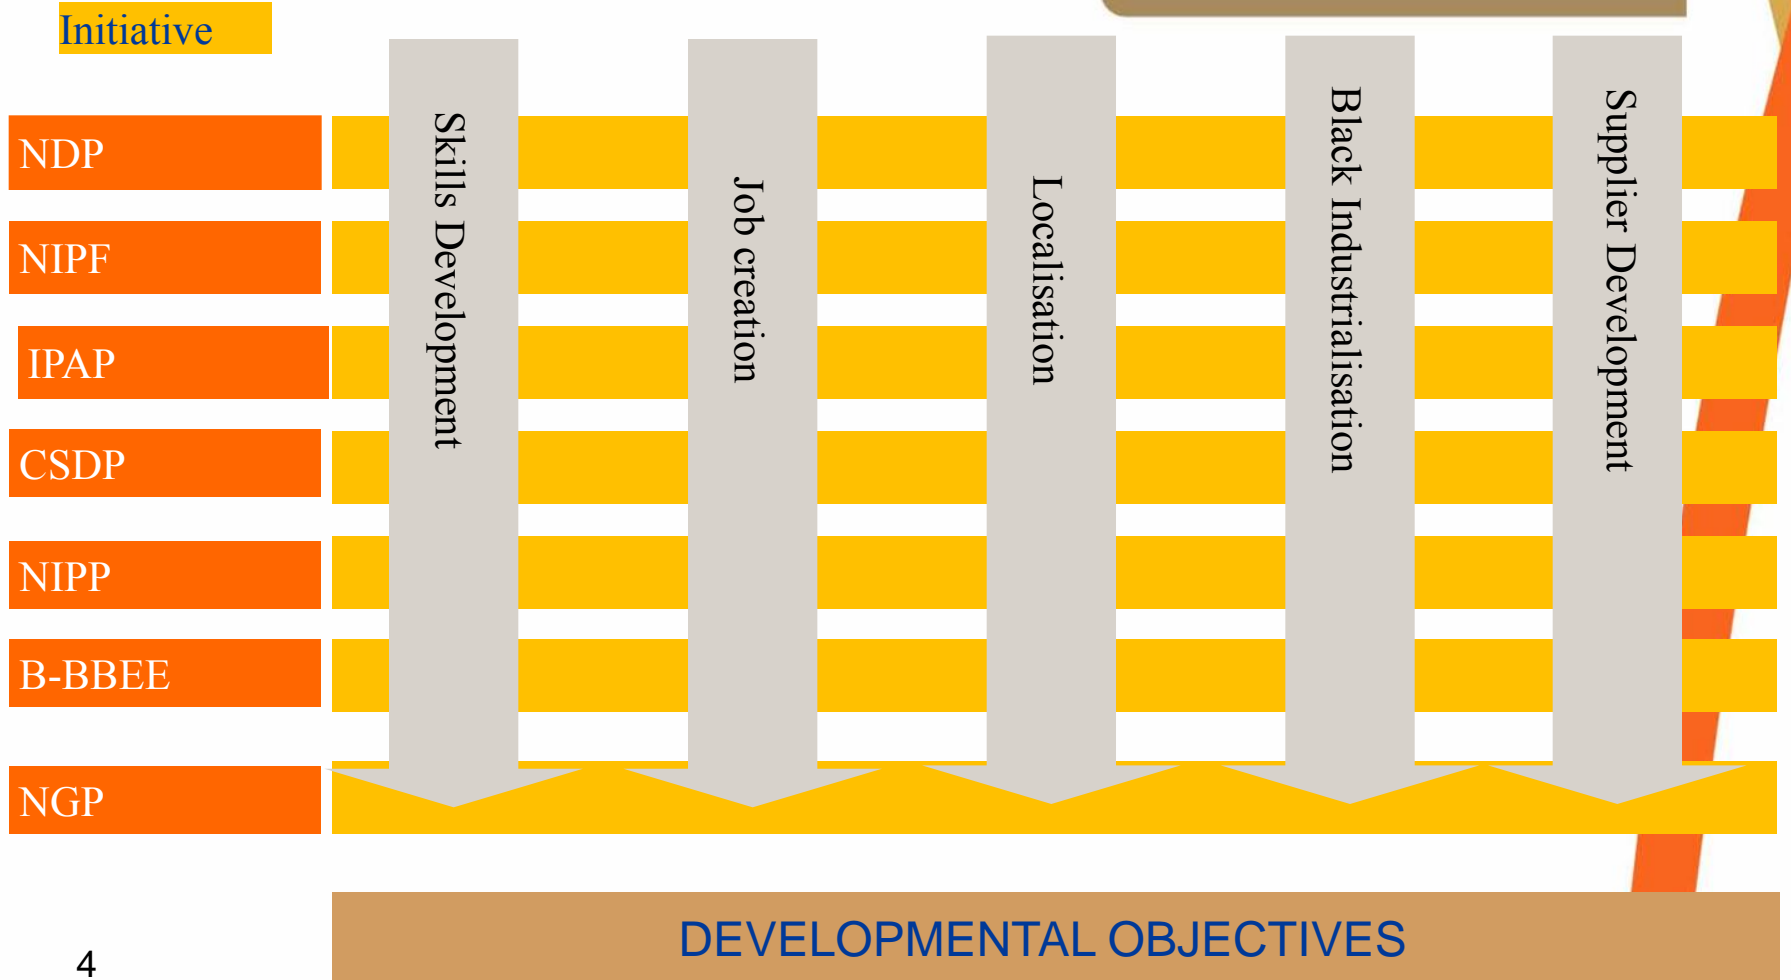 Initiative
NDP
NIPF
IPAP
CSDP
NIPP
B-BBEE
NGP
Skills Development
Job creation
Localisation
Black Industrialisation
Supplier Development
DEVELOPMENTAL OBJECTIVES
4